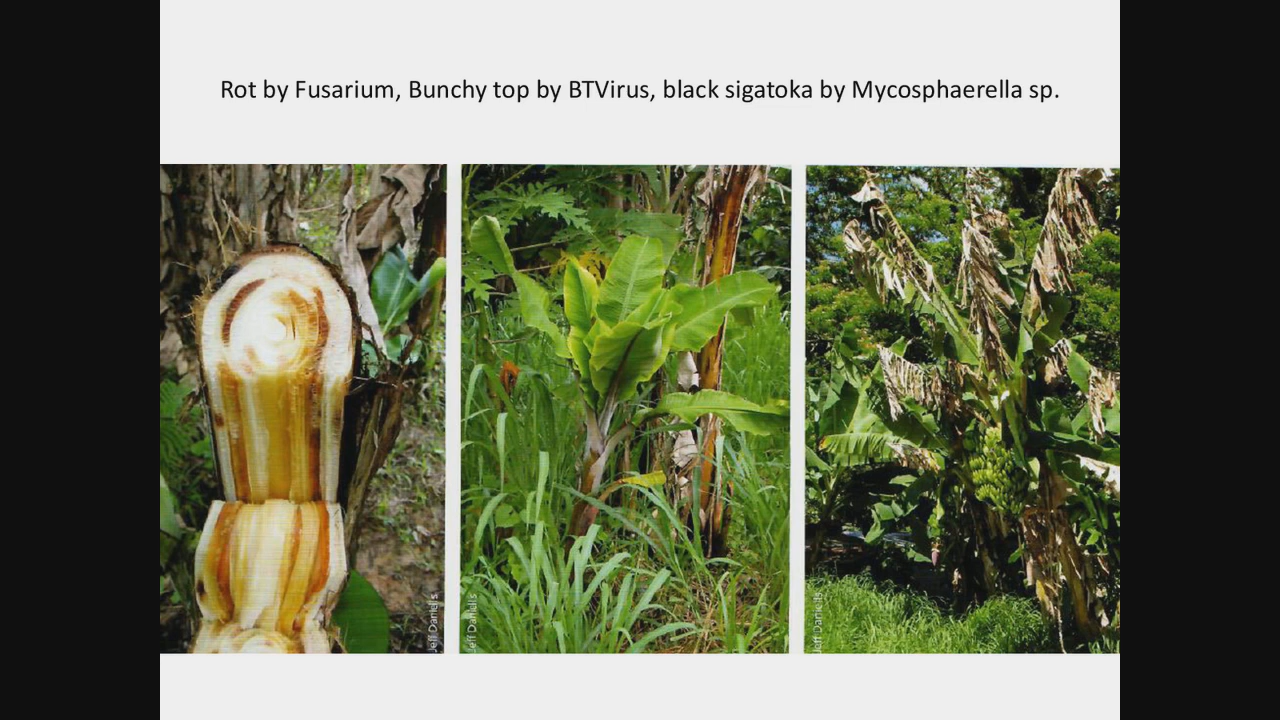 Rot by Fusarium, Bunchy top by BTVirus, black sigatoka by Mycosphaerella sp.
Jeff Daniells
Jeff Daniells
Jeff Daniells